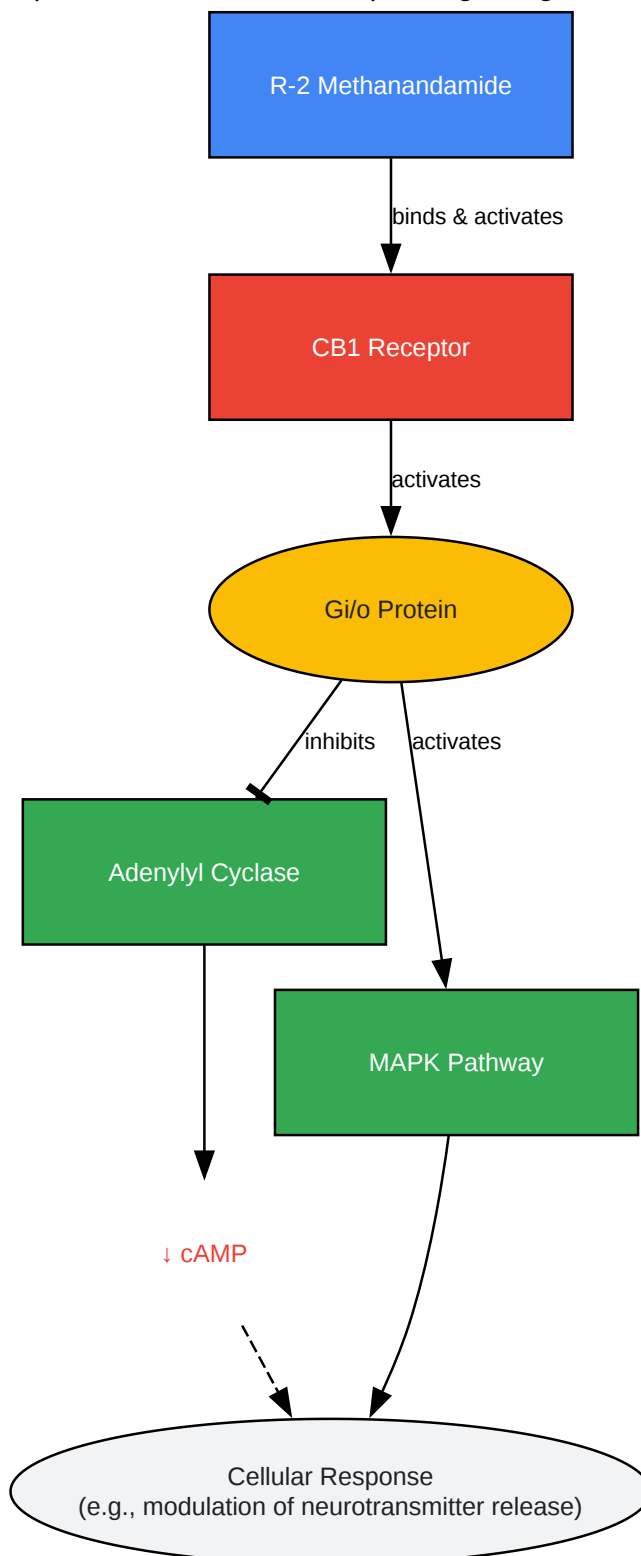 R-2 Methanandamide
binds & activates
CB1 Receptor
activates
Gi/o Protein
inhibits
activates
Adenylyl Cyclase
MAPK Pathway
↓ cAMP
Cellular Response
(e.g., modulation of neurotransmitter release)